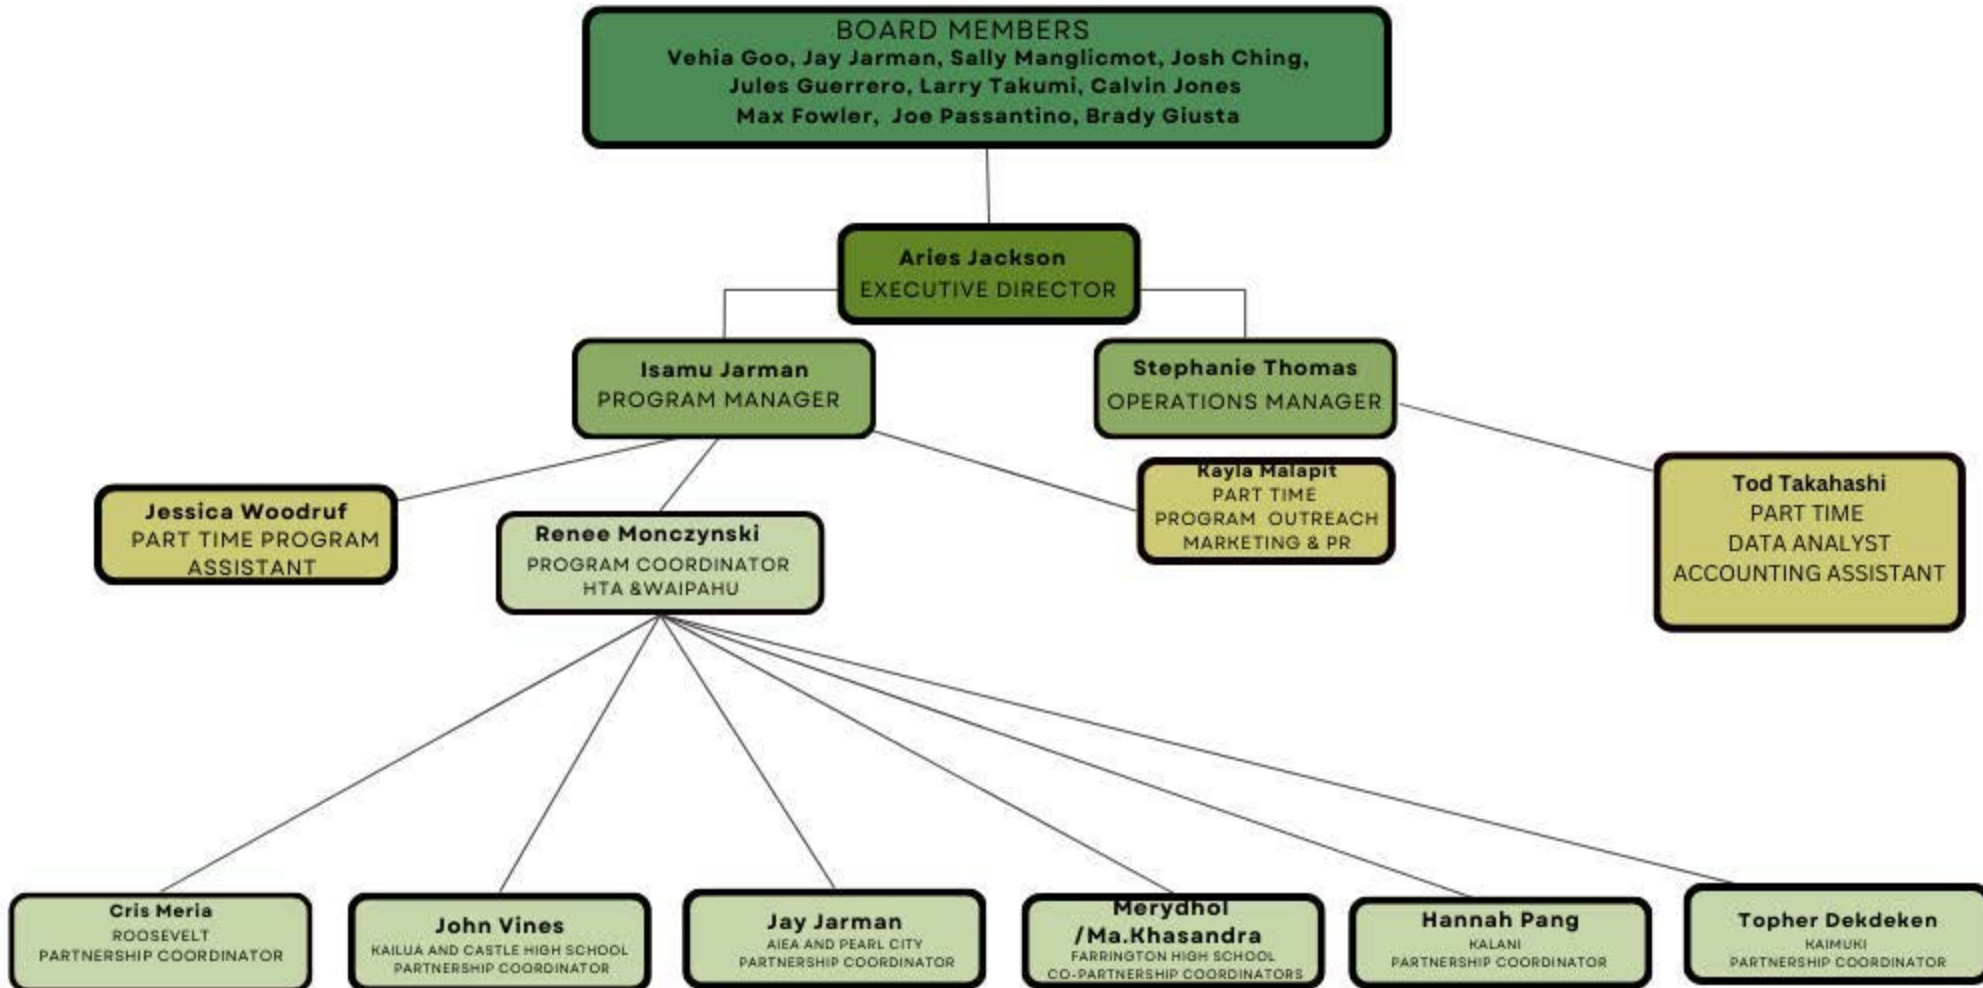 BOARD MEMBERS
Vehia Goo, Jay Jarman, Sally Manglicmot, Josh Ching,
Jules Guerrero, Larry Takumi, Calvin Jones
Max Fowler, Joe Passantino, Brady Giusta
Aries Jackson
EXECUTIVE DIRECTOR
Isamu Jarman
PROGRAM MANAGER
Stephanie Thomas
OPERATIONS MANAGER
Jessica Woodruf
PART TIME PROGRAM
ASSISTANT
Renee Monczynski
PROGRAM COORDINATOR
HTA &WAIPAHU
Kayla Malapit
PART TIME
PROGRAM OUTREACH
MARKETING & PR
Tod Takahashi
PART TIME
DATA ANALYST
ACCOUNTING ASSISTANT
Cris Meria
ROOSEVELT
PARTNERSHIP COORDINATOR
John Vines
KAILUA AND CASTLE HIGH SCHOOL
PARTNERSHIP COORDINATOR
Jay Jarman
AIEA AND PEARL CITY
PARTNERSHIP COORDINATOR
Merydhol
/Ma.Khasandra
FARRINGTON HIGH SCHOOL
CO-PARTNERSHIP COORDINATORS
Hannah Pang
KALANI
PARTNERSHIP COORDINATOR
Topher Dekdeken
KAIMUKI
PARTNERSHIP COORDINATOR